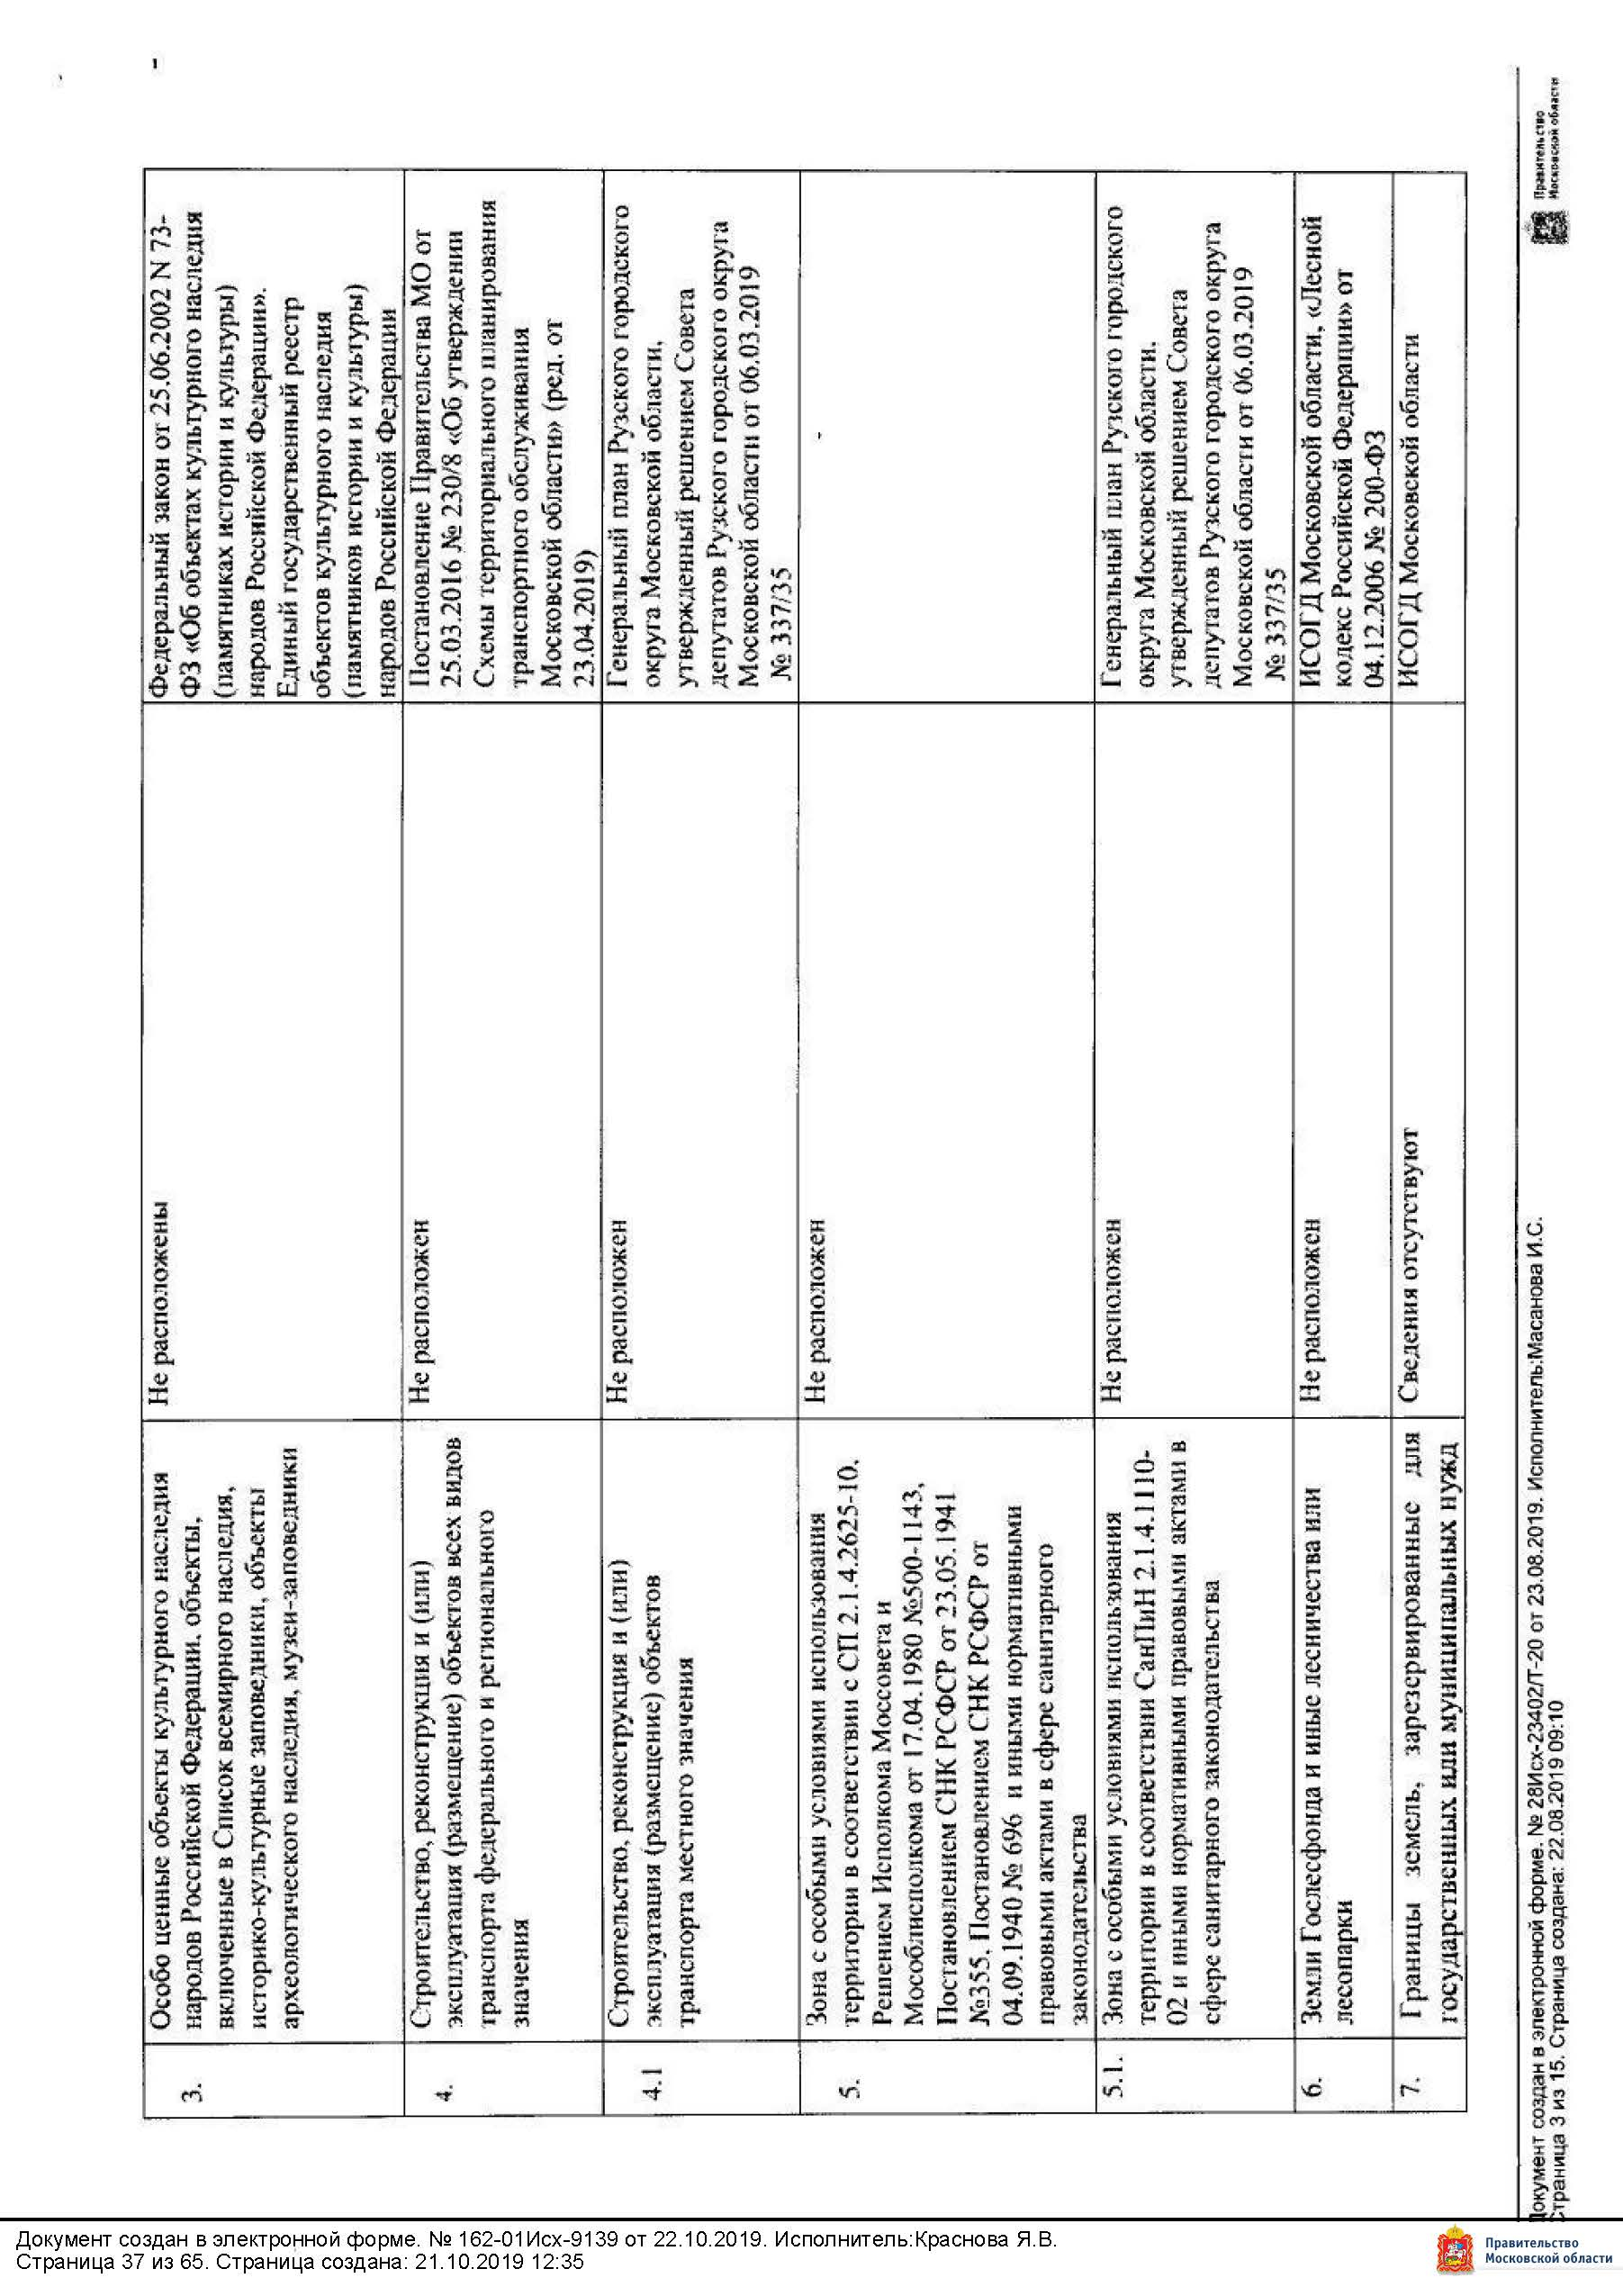 3.
Особо ценные объекты культурного наследия
народов Российской Федерации, объекты,
включенные в Список всемирного наследия,
историко-культурные заповедники, объекты
археологического наследия, музеи-заповедники
Не расположены
Федеральный закон от 25.06.2002 N 73-
ФЗ «Об объектах культурного наследия
(памятниках истории и культуры)
народов Российской Федерации».
Единый государственный реестр
объектов культурного наследия
(памятников истории и культуры)
народов Российской Федерации
4.
Строительство, реконструкция и (или)
эксплуатация (размещение) объектов всех видов
транспорта федерального и регионального
значения
Не расположен
Постановление Правительства МО от
25.03.2016 № 230/8 «Об утверждении
Схемы территориального планирования
транспортного обслуживания
Московской области» (ред. от
23.04.2019)
4.1
Строительство, реконструкция и (или)
эксплуатация (размещение) объектов
транспорта местного значения
Не расположен
Генеральный план Рузского городского
округа Московской области,
утвержденный решением Совета
депутатов Рузского городского округа
Московской области от 06.03.2019
№ 337/35
5.
Зона с особыми условиями использования
территории в соответствии с СП 2.1.4.2625-10,
Решением Исполкома Моссовета и
Мособлисполкома от 17.04.1980 №500-1143,
Постановлением СНК РСФСР от 23.05.1941
№355, Постановлением СНК РСФСР от
04.09.1940 № 696 и иными нормативными
правовыми актами в сфере санитарного
законодательства
Не расположен
5.1.
Зона с особыми условиями использования
территории в соответствии СанПиН 2.1.4.1110-
02 и иными нормативными правовыми актами в
сфере санитарного законодательства
Не расположен
Генеральный план Рузского городского
округа Московской области,
утвержденный решением Совета
депутатов Рузского городского округа
Московской области от 06.03.2019
№ 337/35
6.
Земли Гослесфонда и иные лесничества или
лесопарки
Не расположен
ИСОГД Московской области, «Лесной
кодекс Российской Федерации» от
04.12.2006 № 200-ФЗ
7.
Границы земель, зарезервированные для
государственных или муниципальных нужд
Сведения отсутствуют
ИСОГД Московской области
Документ создан в электронной форме. № 28Исх-23402/Т-20 от 23.08.2019. Исполнитель:Масанова И.С.
Страница 3 из 15. Страница создана: 22.08.2019 09:10
Правительство
Московской области
Документ создан в электронной форме. № 162-01Исх-9139 от 22.10.2019. Исполнитель:Краснова Я.В.
Страница 37 из 65. Страница создана: 21.10.2019 12:35
Правительство
Московской области